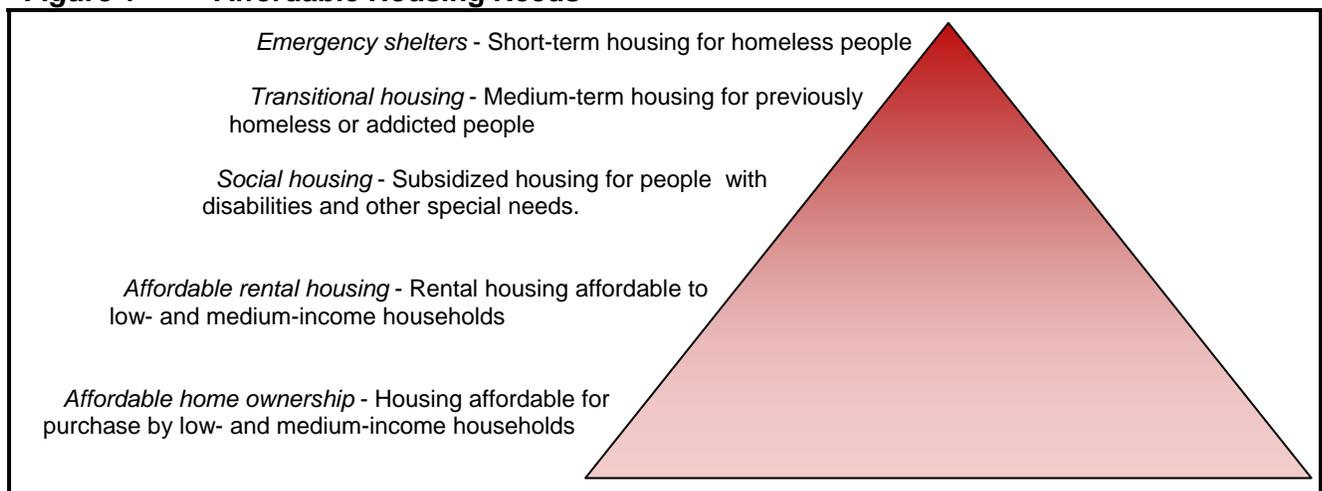 Emergency shelters - Short-term housing for homeless people
Transitional housing - Medium-term housing for previously
homeless or addicted people
Social housing - Subsidized housing for people with
disabilities and other special needs.
Affordable rental housing - Rental housing affordable to
low- and medium-income households
Affordable home ownership - Housing affordable for
purchase by low- and medium-income households